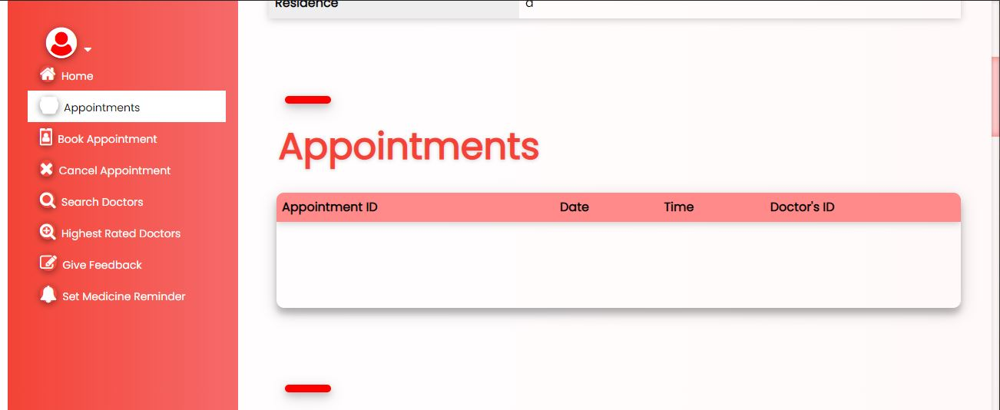 Residence
a
Home
Appointments
Book Appointment
Cancel Appointment
Search Doctors
Highest Rated Doctors
Give Feedback
Set Medicine Reminder
Appointments
Appointment ID Date Time Doctor's ID